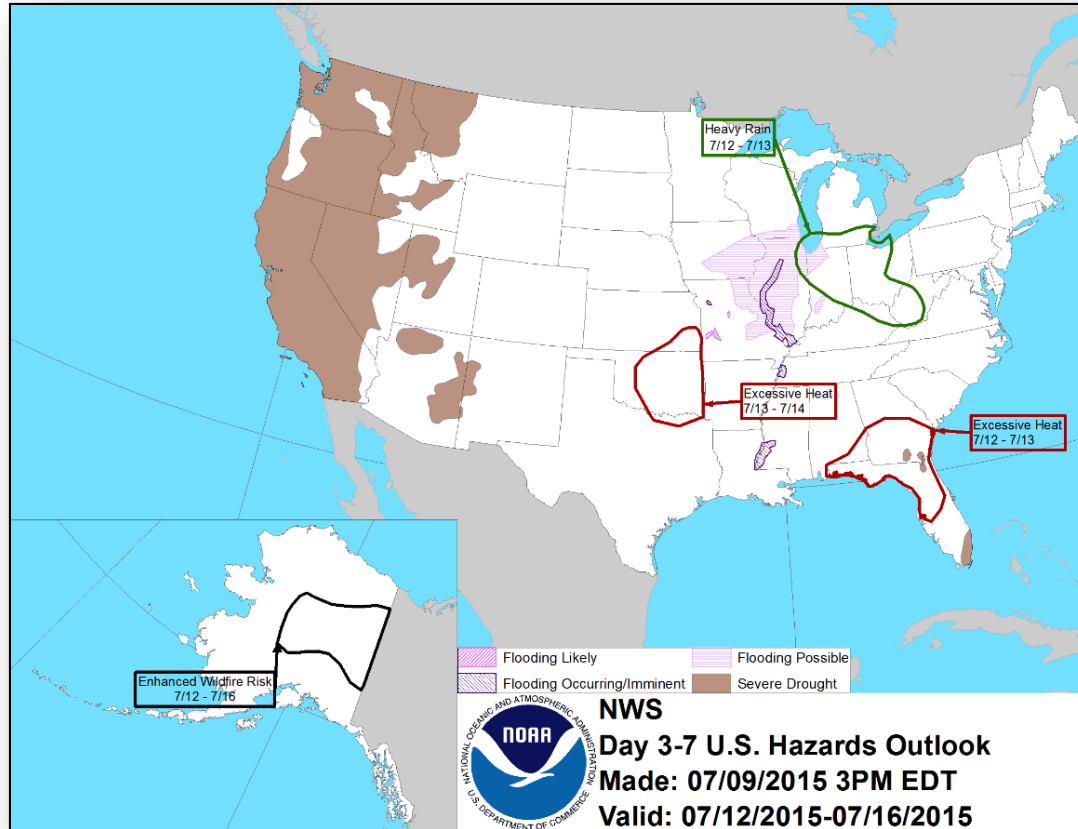 Heavy Rain
7/12 - 7/13
Excessive Heat
7/13 - 7/14
Excessive Heat
7/12 - 7/13
Enhanced Wildfire Risk
7/12 - 7/16
Flooding Likely
Flooding Possible
Flooding Occurring/Imminent
Severe Drought
NATIONAL OCEANIC AND ATMOSPHERIC ADMINISTRATION
NOAA
U.S. DEPARTMENT OF COMMERCE
NWS
Day 3-7 U.S. Hazards Outlook
Made: 07/09/2015 3PM EDT
Valid: 07/12/2015-07/16/2015